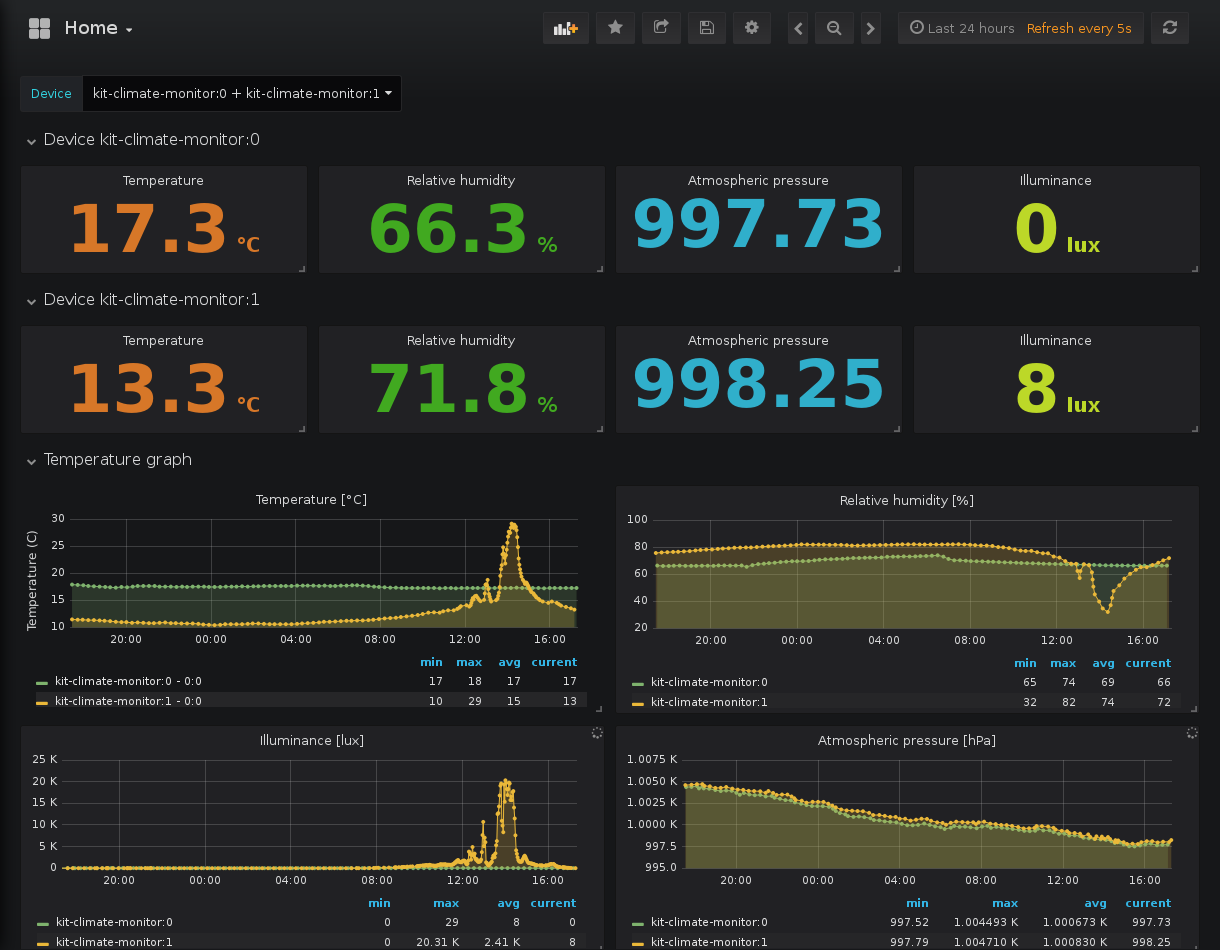 Home
Last 24 hours Refresh every 5s
Device kit-climate-monitor:0 + kit-climate-monitor:1
Device kit-climate-monitor:0
Temperature Relative humidity Atmospheric pressure Illuminance
17.3 °C 66.3 % 997.73 0 lux
Device kit-climate-monitor:1
Temperature Relative humidity Atmospheric pressure Illuminance
13.3 °C 71.8 % 998.25 8 lux
Temperature graph
Temperature [°C]
Temperature (C)
30
25
20
15
10
20:00 00:00 04:00 08:00 12:00 16:00
min max avg current
kit-climate-monitor:0 - 0:0 17 18 17 17
kit-climate-monitor:1 - 0:0 10 29 15 13
Relative humidity [%]
100
80
60
40
20
20:00 00:00 04:00 08:00 12:00 16:00
min max avg current
kit-climate-monitor:0 65 74 69 66
kit-climate-monitor:1 32 82 74 72
Illuminance [lux]
25 K
20 K
15 K
10 K
5 K
0
20:00 00:00 04:00 08:00 12:00 16:00
min max avg current
kit-climate-monitor:0 0 29 8 0
kit-climate-monitor:1 0 20.31 K 2.41 K 8
Atmospheric pressure [hPa]
1.0075 K
1.0050 K
1.0025 K
1.0000 K
997.5
995.0
20:00 00:00 04:00 08:00 12:00 16:00
min max avg current
kit-climate-monitor:0 997.52 1.004493 K 1.000673 K 997.73
kit-climate-monitor:1 997.79 1.004710 K 1.000830 K 998.25